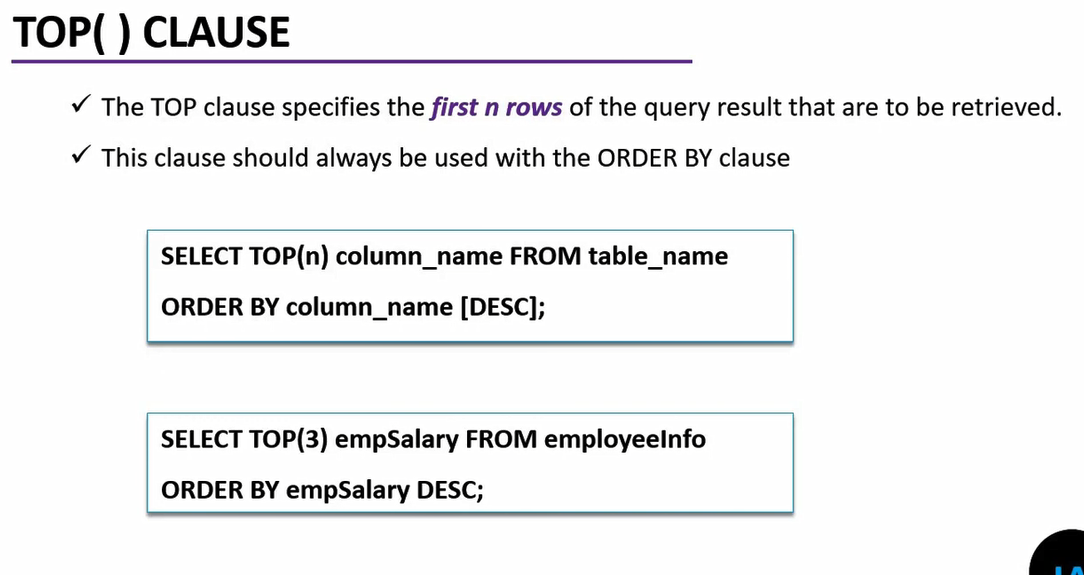 TOP( ) CLAUSE
✓ The TOP clause specifies the first n rows of the query result that are to be retrieved.
✓ This clause should always be used with the ORDER BY clause
SELECT TOP(n) column_name FROM table_name
ORDER BY column_name [DESC];
SELECT TOP(3) empSalary FROM employeeInfo
ORDER BY empSalary DESC;